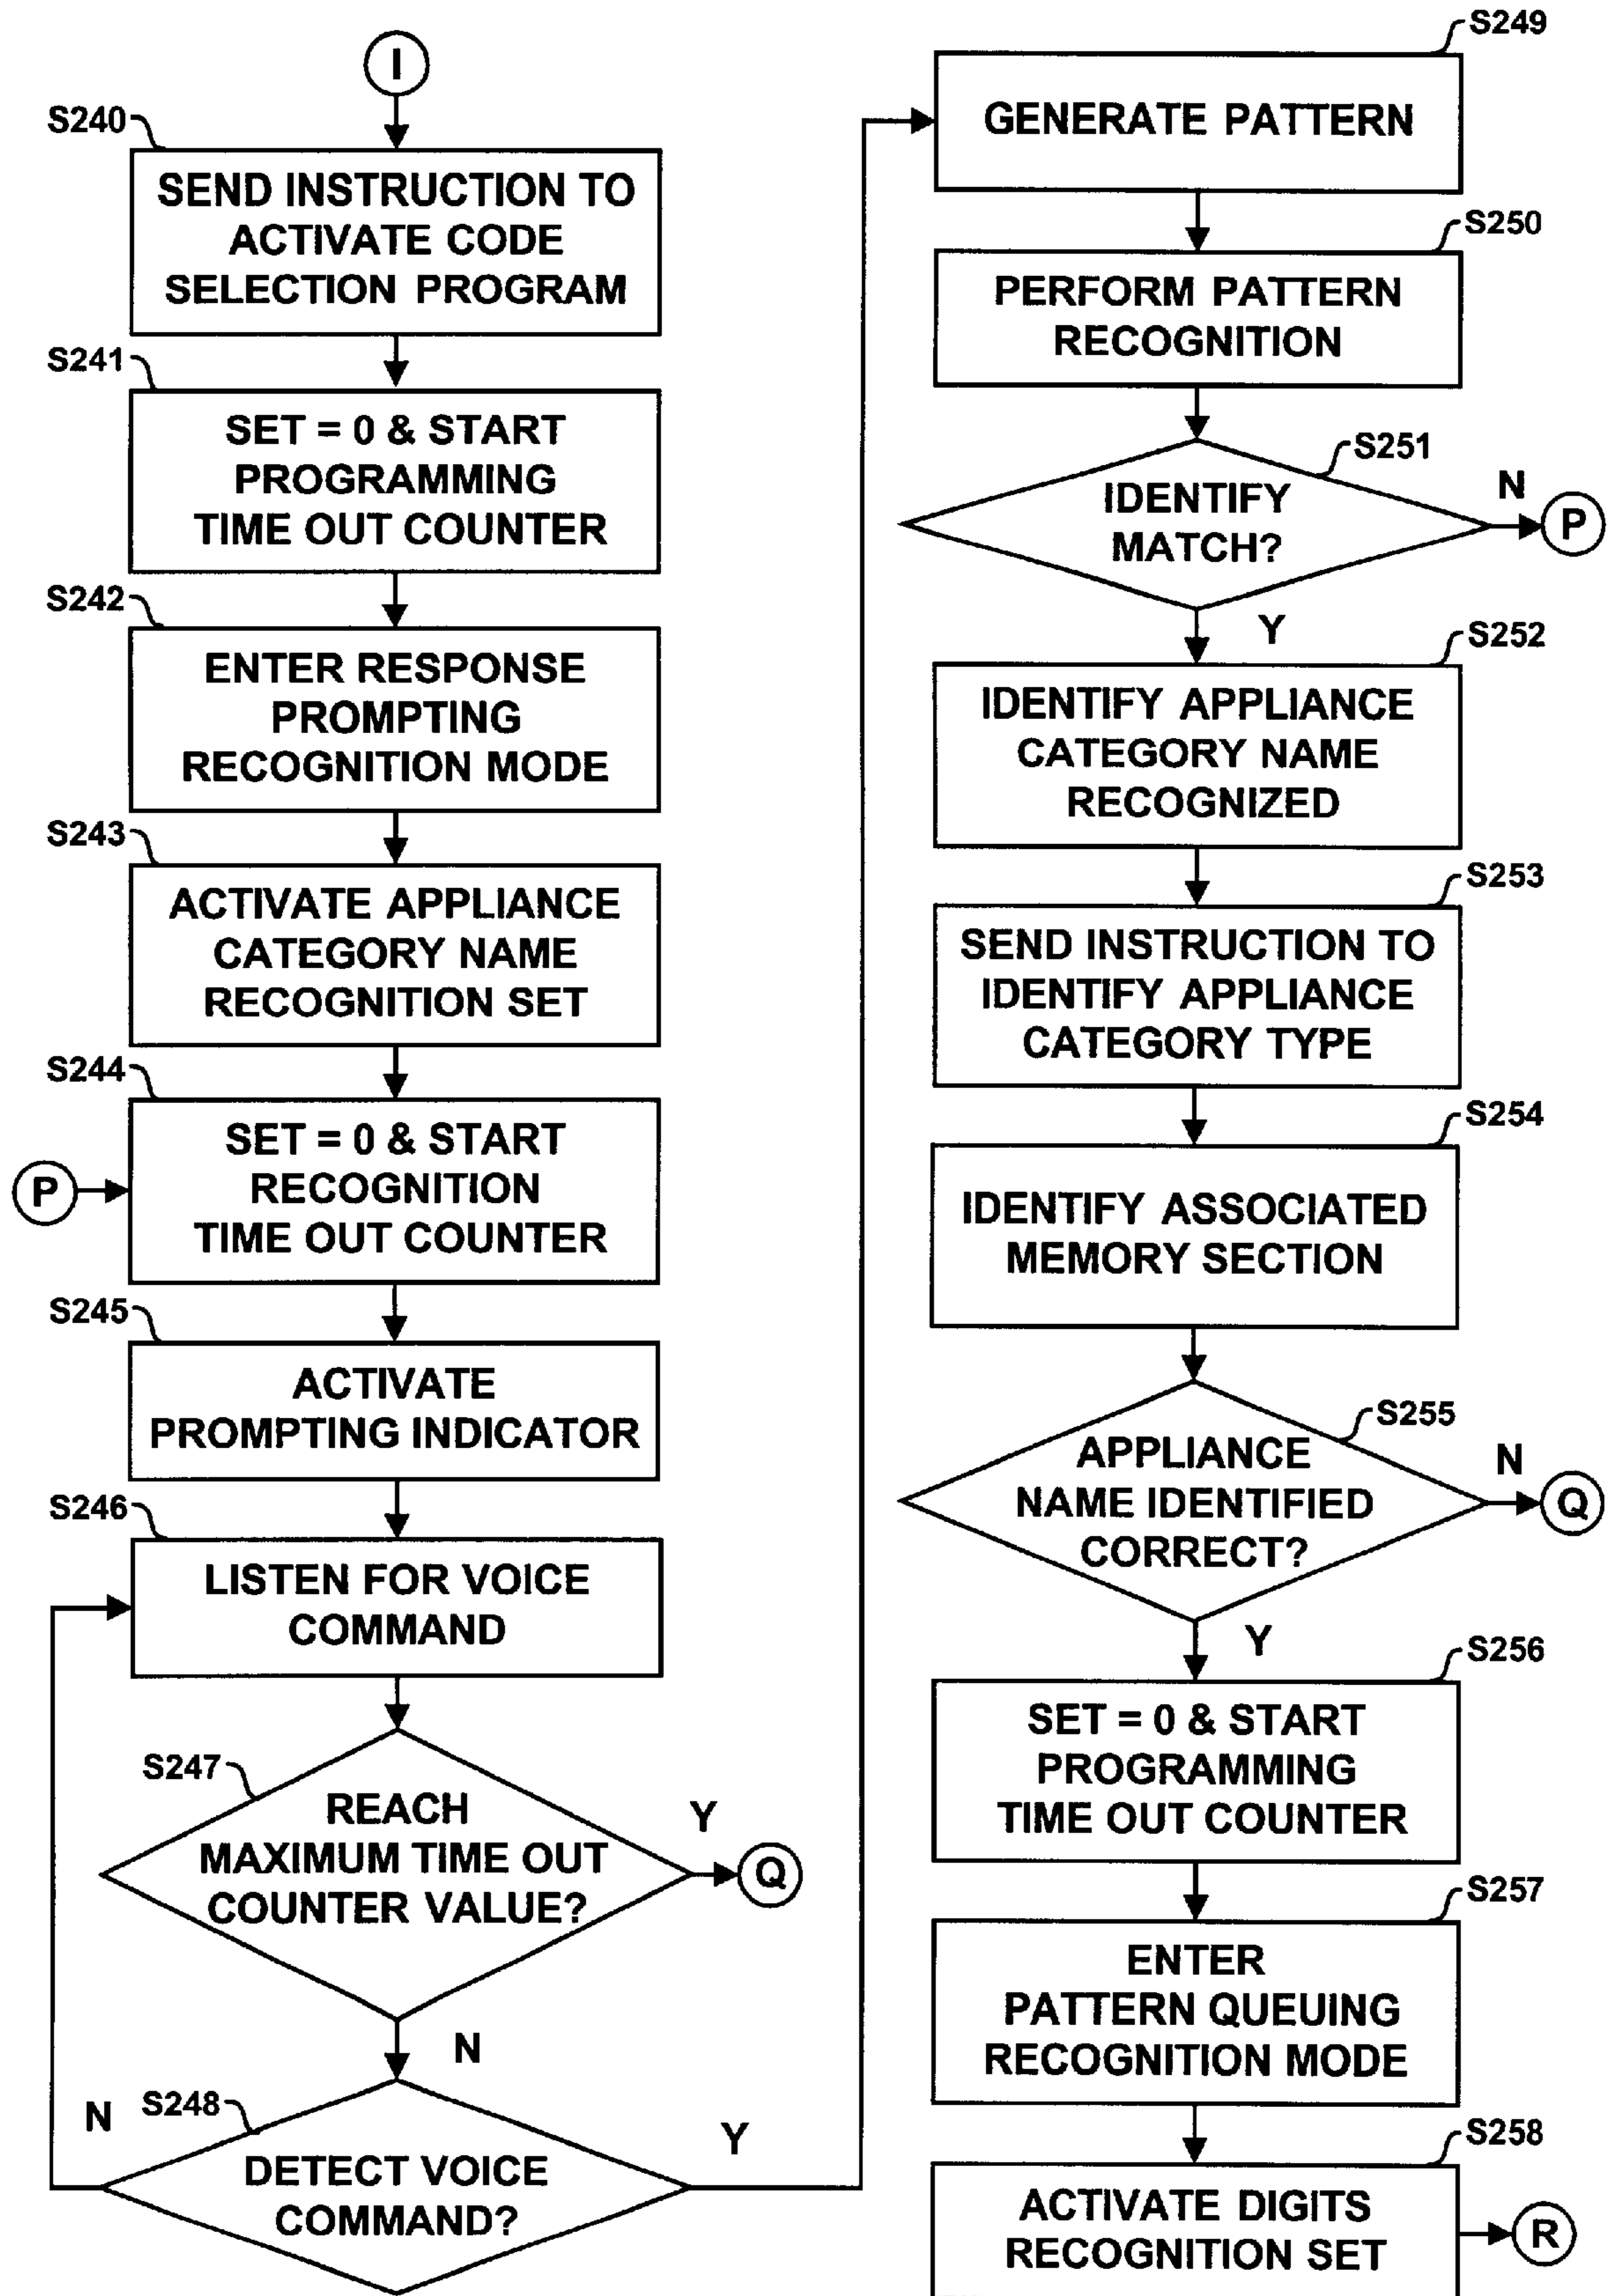 I
S240
SEND INSTRUCTION TO
ACTIVATE CODE
SELECTION PROGRAM
S241
SET = 0 & START
PROGRAMMING
TIME OUT COUNTER
S242
ENTER RESPONSE
PROMPTING
RECOGNITION MODE
S243
ACTIVATE APPLIANCE
CATEGORY NAME
RECOGNITION SET
S244
P
SET = 0 & START
RECOGNITION
TIME OUT COUNTER
S245
ACTIVATE
PROMPTING INDICATOR
S246
LISTEN FOR VOICE
COMMAND
S247
REACH
MAXIMUM TIME OUT
COUNTER VALUE?
Y
Q
N
S248
N
DETECT VOICE
COMMAND?
Y
S249
GENERATE PATTERN
S250
PERFORM PATTERN
RECOGNITION
S251
IDENTIFY
MATCH?
N
P
Y
S252
IDENTIFY APPLIANCE
CATEGORY NAME
RECOGNIZED
S253
SEND INSTRUCTION TO
IDENTIFY APPLIANCE
CATEGORY TYPE
S254
IDENTIFY ASSOCIATED
MEMORY SECTION
S255
APPLIANCE
NAME IDENTIFIED
CORRECT?
N
Q
Y
S256
SET = 0 & START
PROGRAMMING
TIME OUT COUNTER
S257
ENTER
PATTERN QUEUING
RECOGNITION MODE
S258
ACTIVATE DIGITS
RECOGNITION SET
R